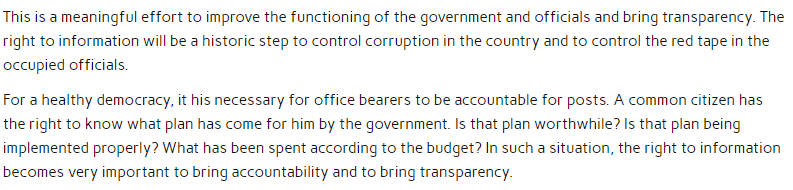 This is a meaningful effort to improve the functioning of the government and officials and bring transparency. The
right to information will be a historic step to control corruption in the country and to control the red tape in the
occupied officials.
For a healthy democracy, it his necessary for office bearers to be accountable for posts. A common citizen has
the right to know what plan has come for him by the government. Is that plan worthwhile? Is that plan being
implemented properly? What has been spent according to the budget? In such a situation, the right to information
becomes very important to bring accountability and to bring transparency.